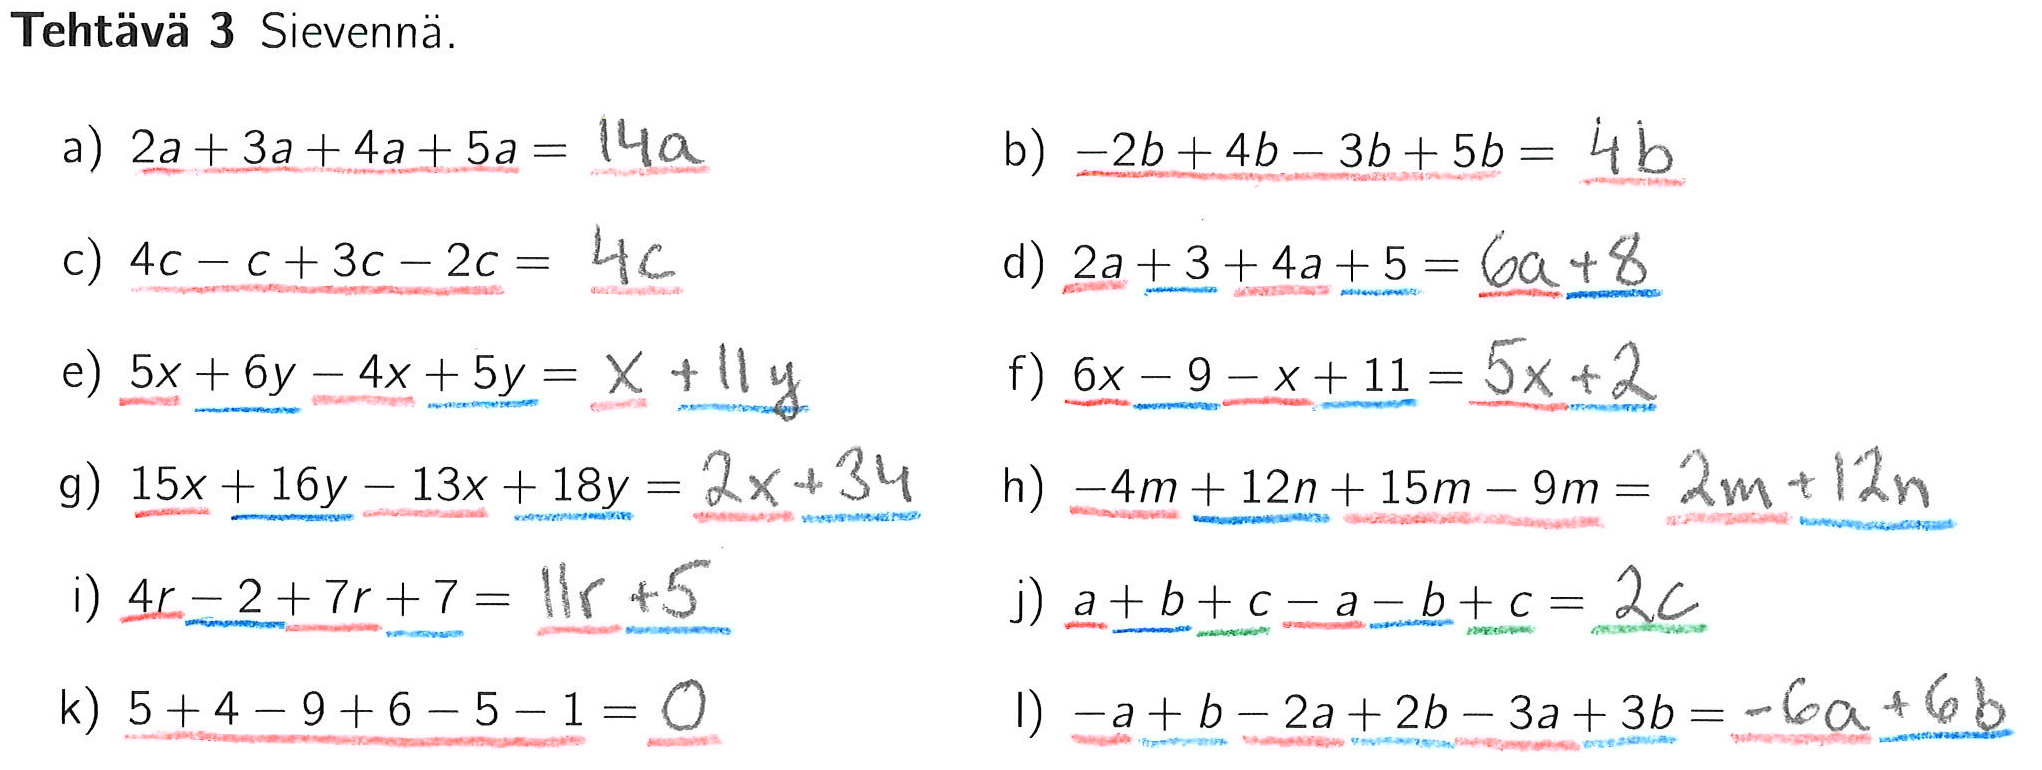 Tehtävä 3 Sievennä.
a) 2a + 3a + 4a + 5a = 14a
b) −2b + 4b − 3b + 5b = 4b
c) 4c − c + 3c − 2c = 4c
d) 2a + 3 + 4a + 5 = 6a + 8
e) 5x + 6y − 4x + 5y = x + 11y
f) 6x − 9 − x + 11 = 5x + 2
g) 15x + 16y − 13x + 18y = 2x + 34
h) −4m + 12n + 15m − 9m = 2m + 12n
i) 4r − 2 + 7r + 7 = 11r + 5
j) a + b + c − a − b + c = 2c
k) 5 + 4 − 9 + 6 − 5 − 1 = 0
l) −a + b − 2a + 2b − 3a + 3b = −6a + 6b